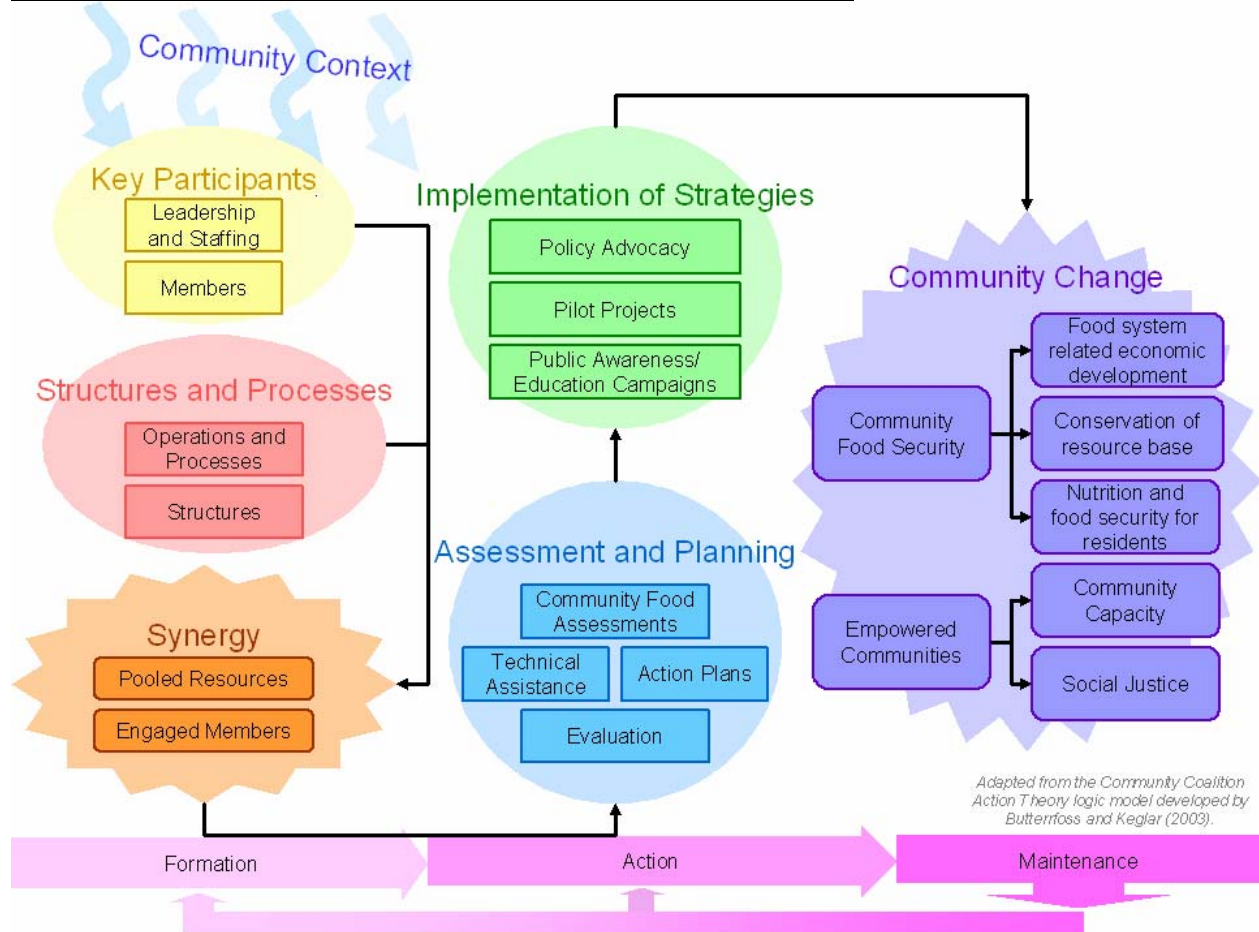 Community Context
Key Participants
Leadership
and Staffing
Members
Structures and Processes
Operations and
Processes
Structures
Synergy
Pooled Resources
Engaged Members
Implementation of Strategies
Policy Advocacy
Pilot Projects
Public Awareness/
Education Campaigns
Assessment and Planning
Community Food
Assessments
Technical
Assistance
Action Plans
Evaluation
Community Change
Community
Food Security
Food system
related economic
development
Conservation of
resource base
Nutrition and
food security for
residents
Empowered
Communities
Community
Capacity
Social Justice
Adapted from the Community Coalition
Action Theory logic model developed by
Butterrfoss and Keglar (2003).
Formation
Action
Maintenance